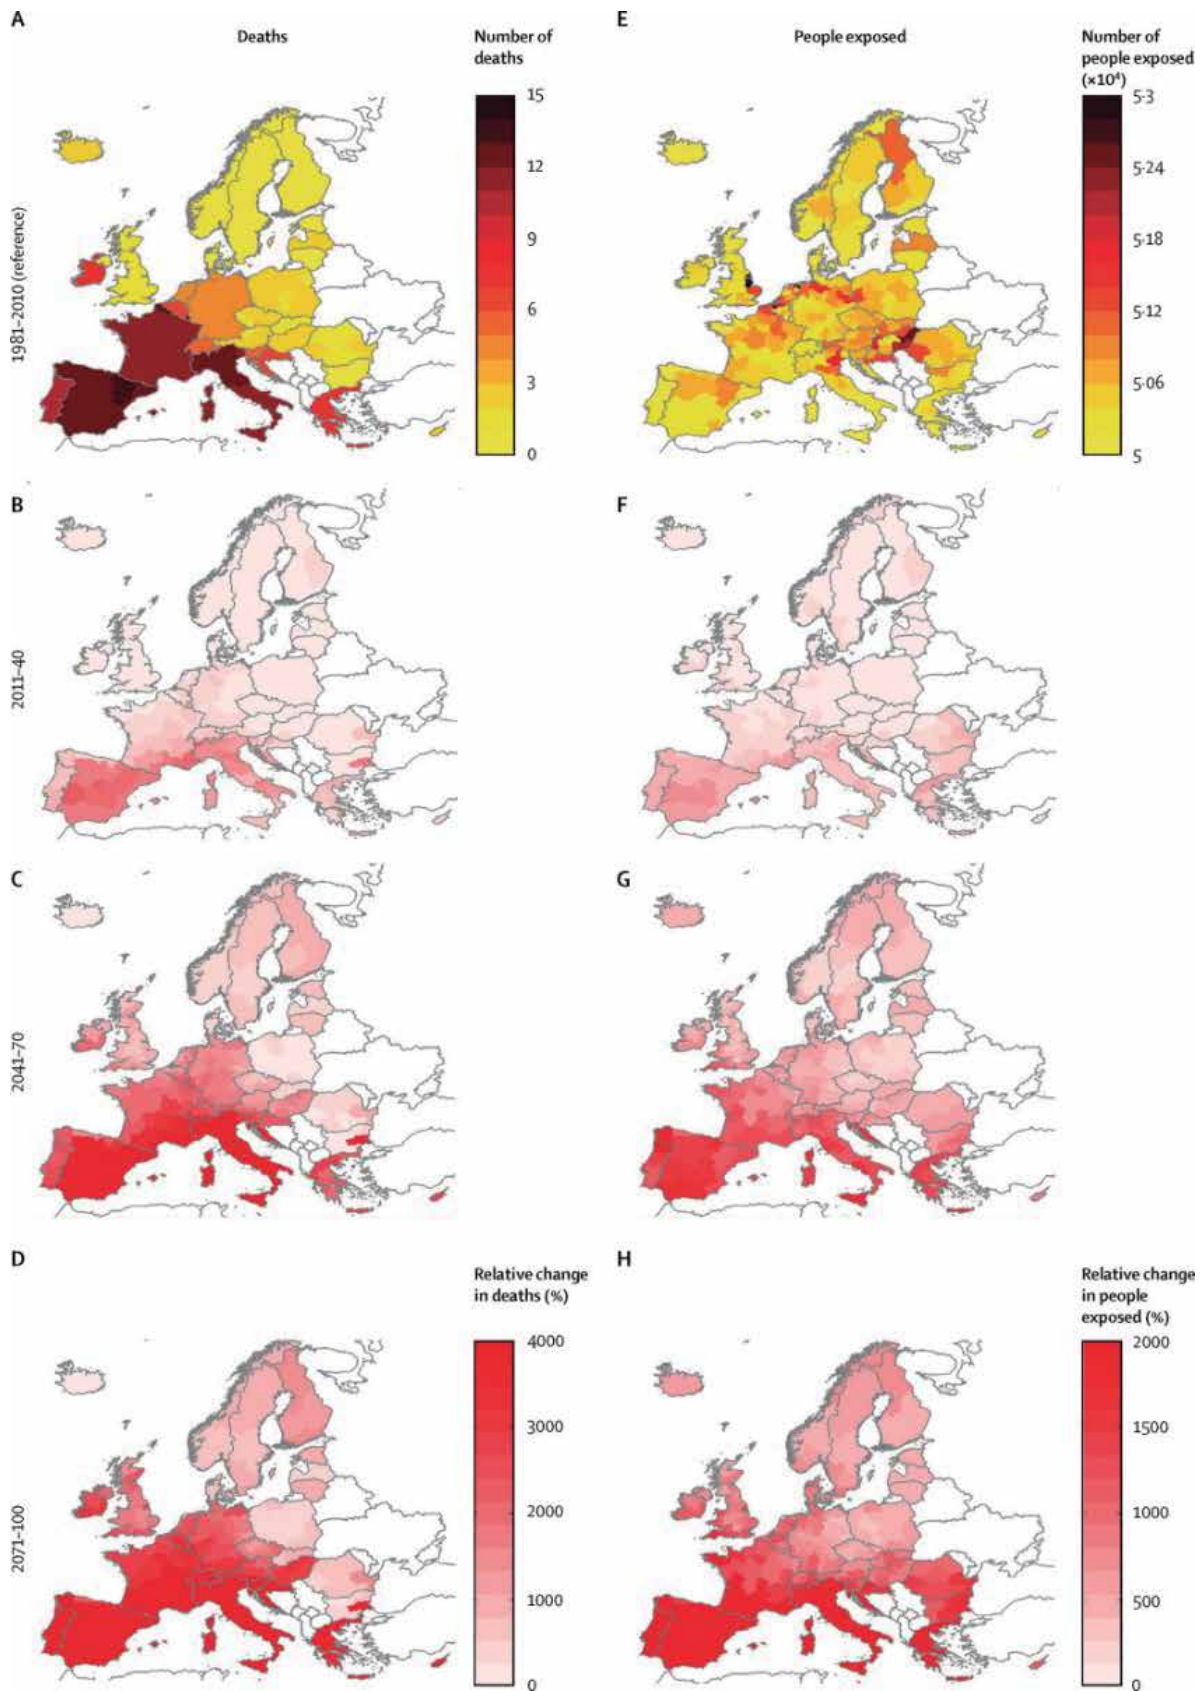 A
Deaths
Number of
deaths
15
12
9
6
3
0
1981–2010 (reference)
E
People exposed
Number of
people exposed
(×10⁴)
5·3
5·24
5·18
5·12
5·06
5
B
2011–40
F
C
2041–70
G
D
2071–100
Relative change
in deaths (%)
4000
3000
2000
1000
0
H
Relative change
in people
exposed (%)
2000
1500
1000
500
0